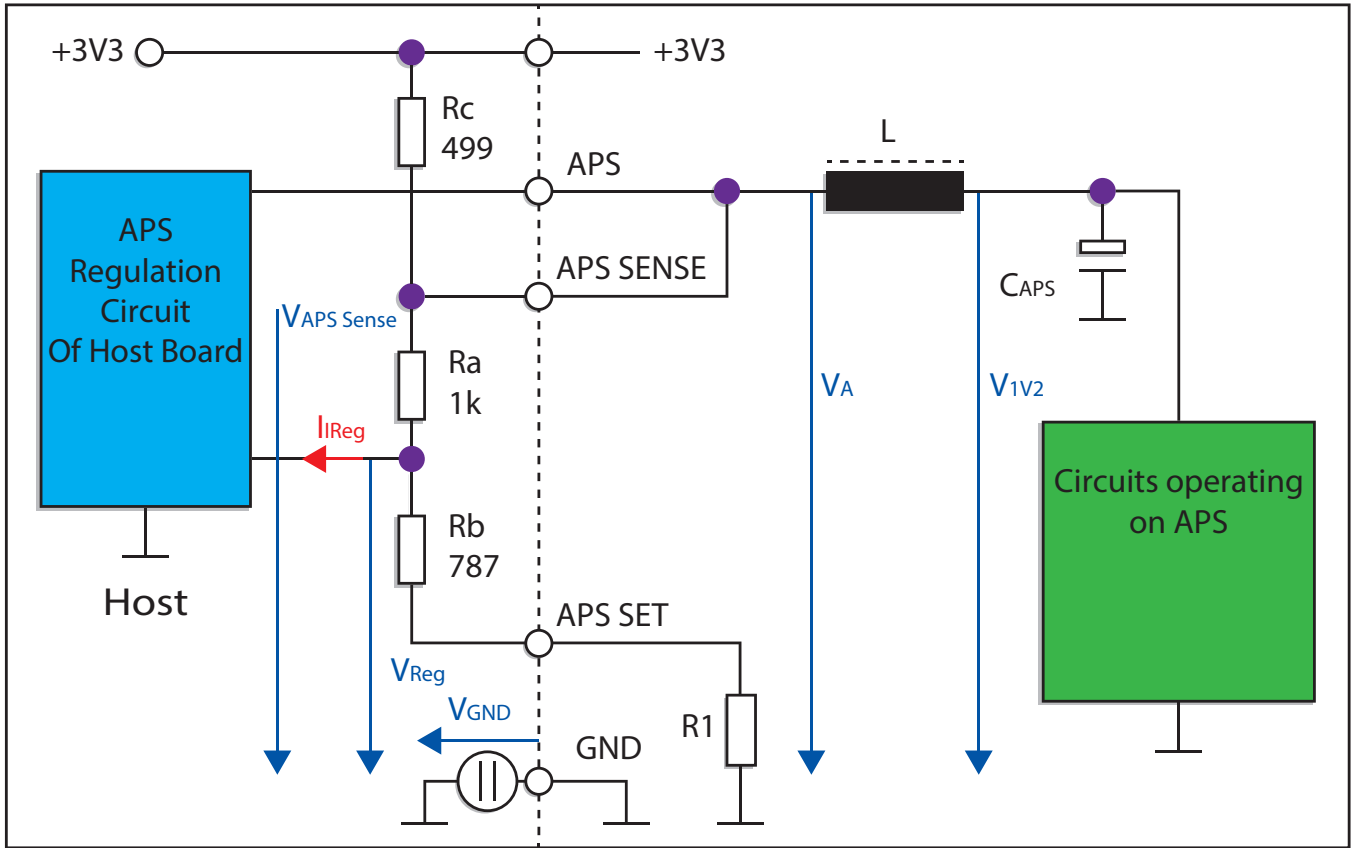 +3V3
+3V3
Rc
499
APS
L
APS
Regulation
Circuit
Of Host Board
APS SENSE
CAPS
VAPS Sense
Ra
1k
VA
V1V2
IIReg
Circuits operating
on APS
Rb
787
Host
APS SET
VReg
VGND
R1
GND